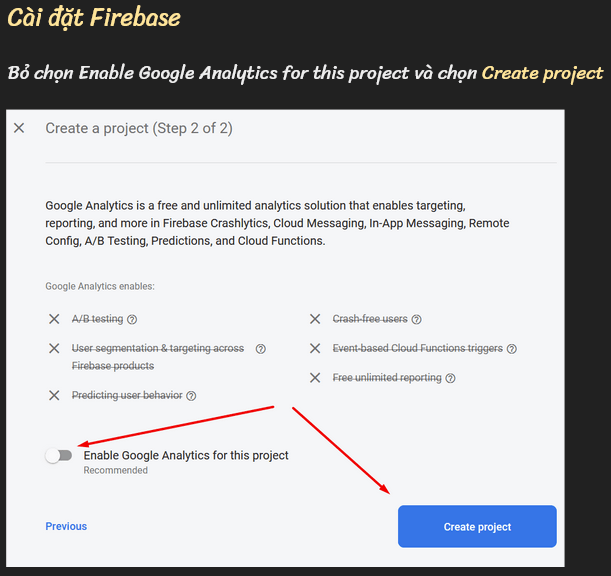 Cài đặt Firebase
Bỏ chọn Enable Google Analytics for this project và chọn Create project
Create a project (Step 2 of 2)
Google Analytics is a free and unlimited analytics solution that enables targeting,
reporting, and more in Firebase Crashlytics, Cloud Messaging, In-App Messaging, Remote
Config, A/B Testing, Predictions, and Cloud Functions.
Google Analytics enables:
A/B testing
User segmentation & targeting across
Firebase products
Predicting user behavior
Crash-free users
Event-based Cloud Functions triggers
Free unlimited reporting
Enable Google Analytics for this project
Recommended
Previous
Create project